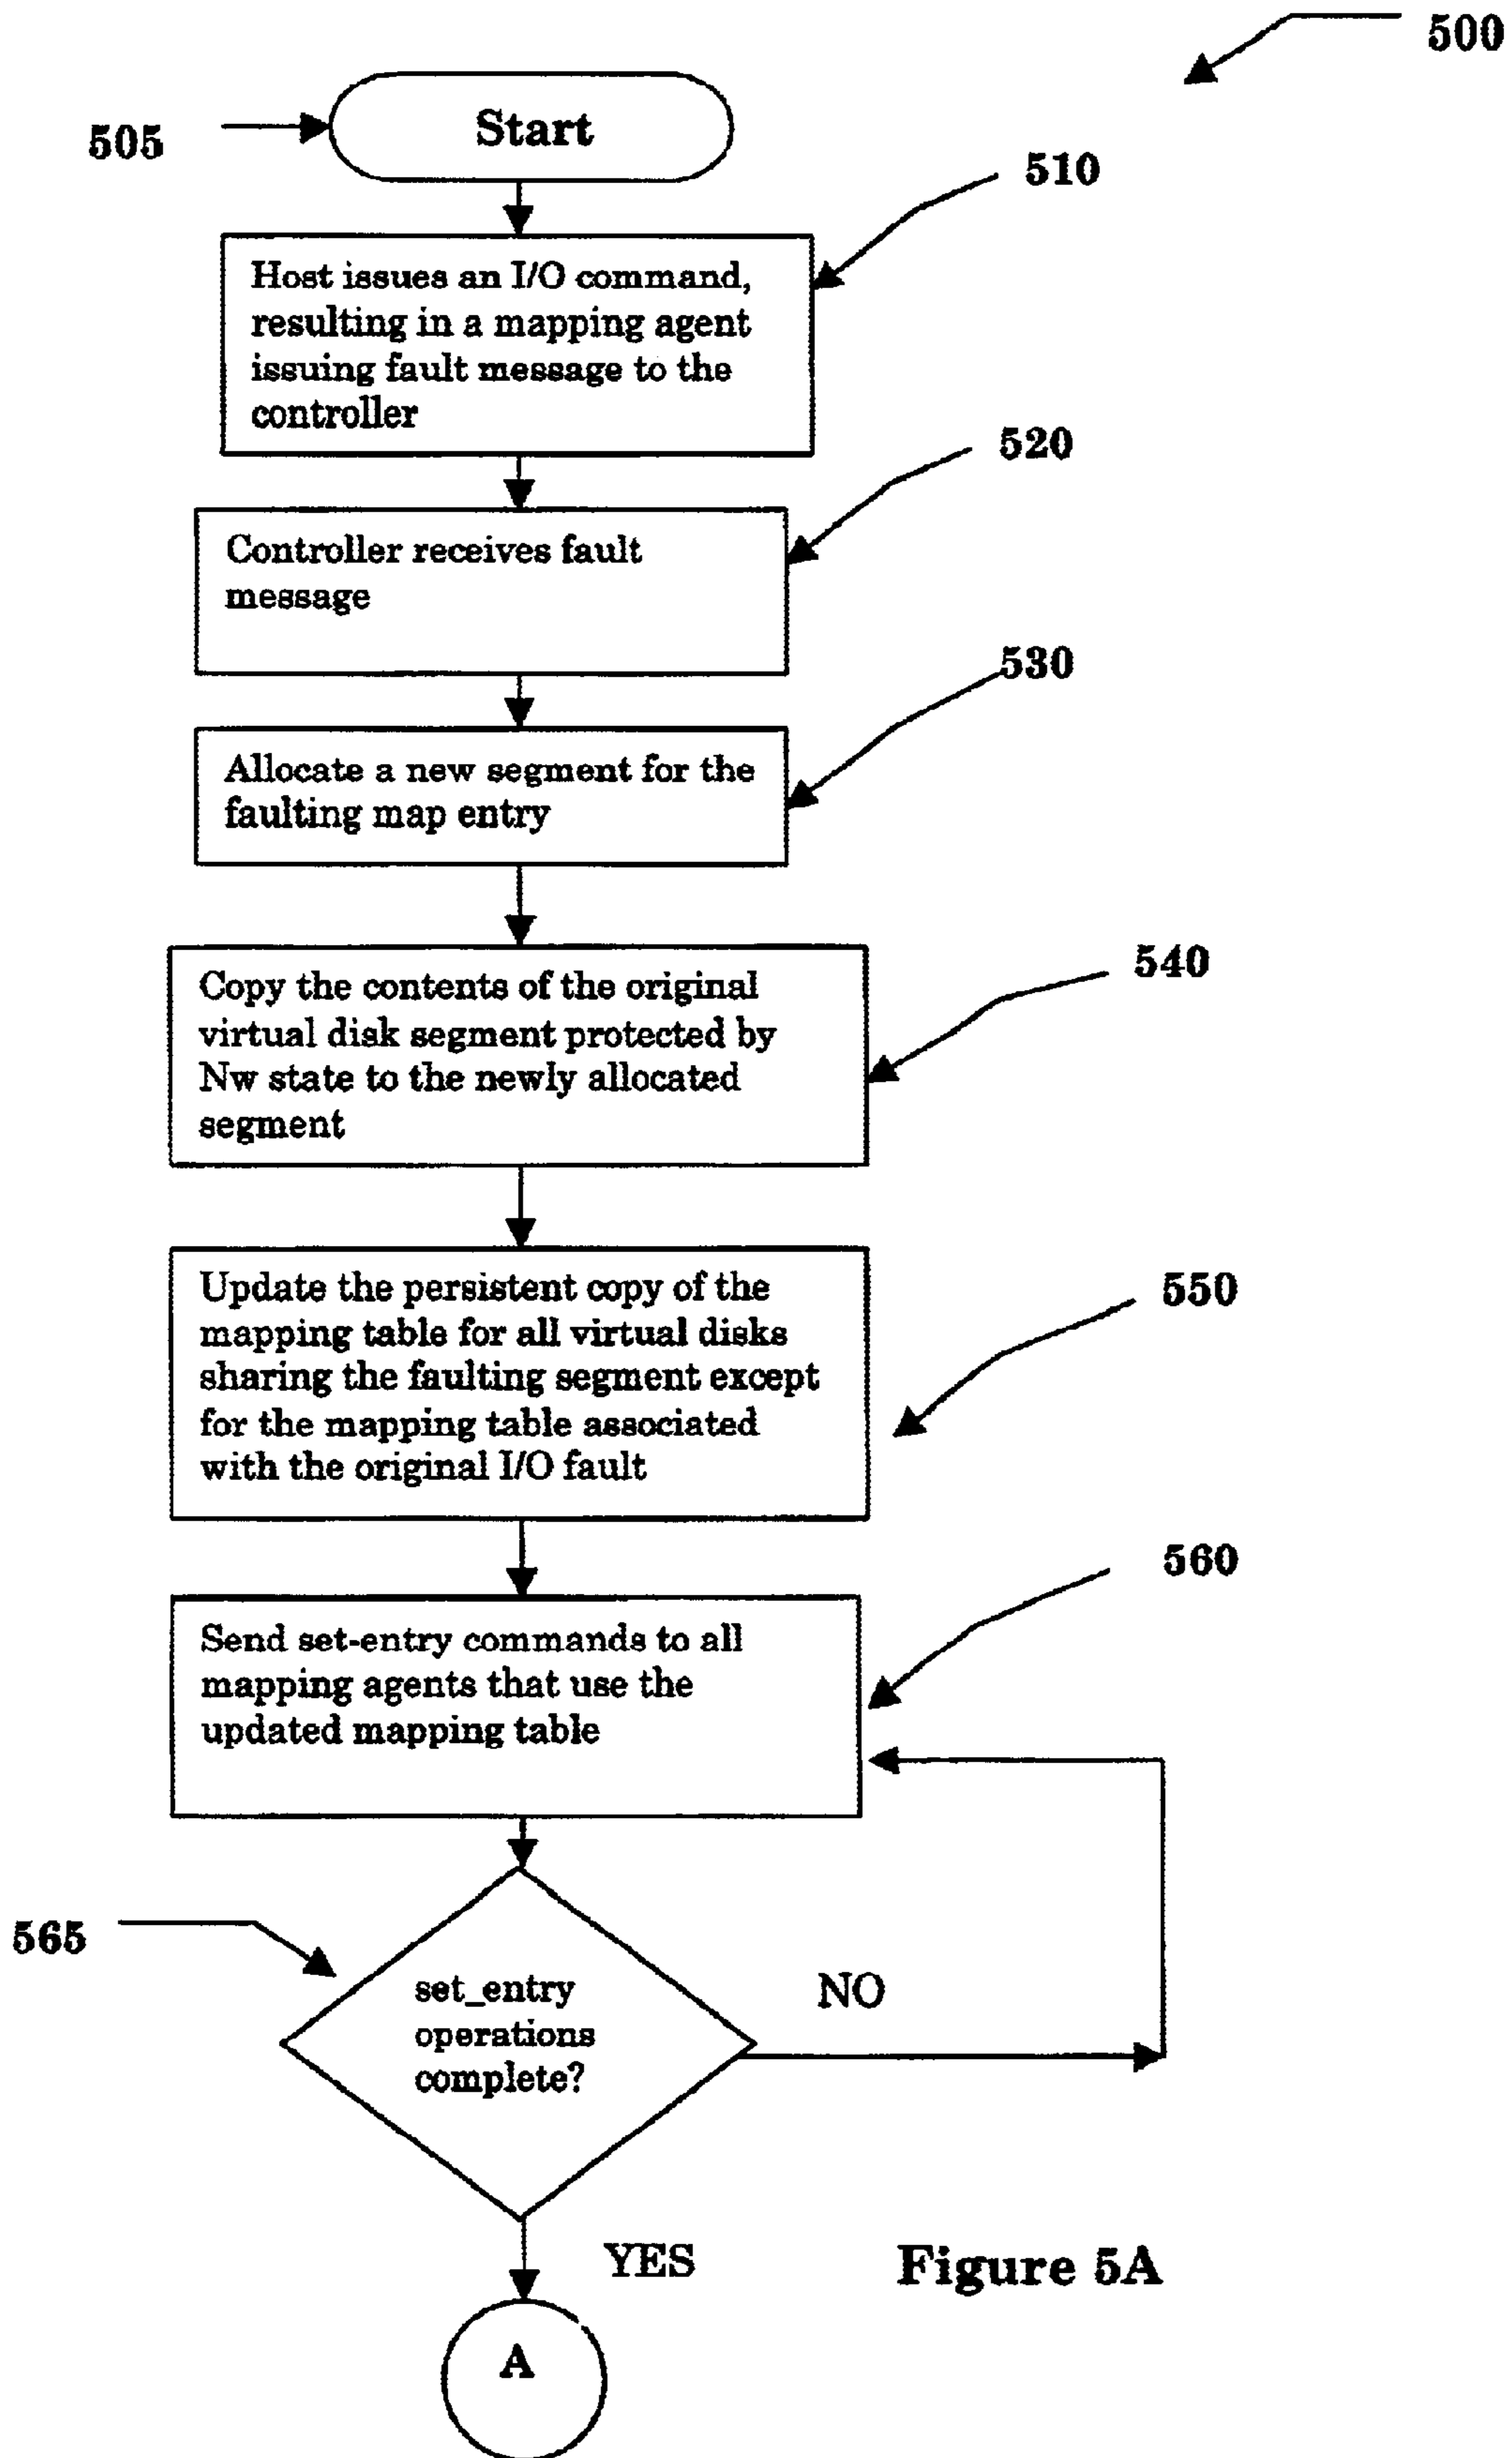 500
505
Start
510
Host issues an I/O command,
resulting in a mapping agent
issuing fault message to the
controller
520
Controller receives fault
message
530
Allocate a new segment for the
faulting map entry
540
Copy the contents of the original
virtual disk segment protected by
Nw state to the newly allocated
segment
550
Update the persistent copy of the
mapping table for all virtual disks
sharing the faulting segment except
for the mapping table associated
with the original I/O fault
560
Send set-entry commands to all
mapping agents that use the
updated mapping table
565
set_entry
operations
complete?
NO
YES
Figure 5A
A